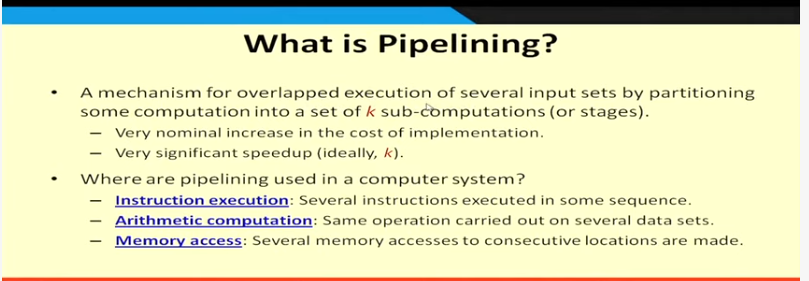 What is Pipelining?
• A mechanism for overlapped execution of several input sets by partitioning
some computation into a set of k sub-computations (or stages).
– Very nominal increase in the cost of implementation.
– Very significant speedup (ideally, k).
• Where are pipelining used in a computer system?
– Instruction execution: Several instructions executed in some sequence.
– Arithmetic computation: Same operation carried out on several data sets.
– Memory access: Several memory accesses to consecutive locations are made.